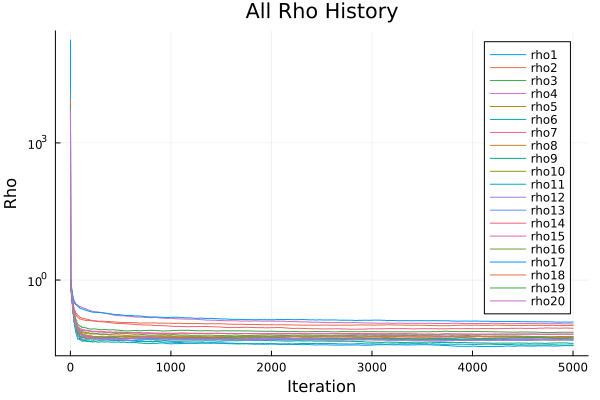 All Rho History
Rho
10^3
10^0
rho1
rho2
rho3
rho4
rho5
rho6
rho7
rho8
rho9
rho10
rho11
rho12
rho13
rho14
rho15
rho16
rho17
rho18
rho19
rho20
0 1000 2000 3000 4000 5000
Iteration